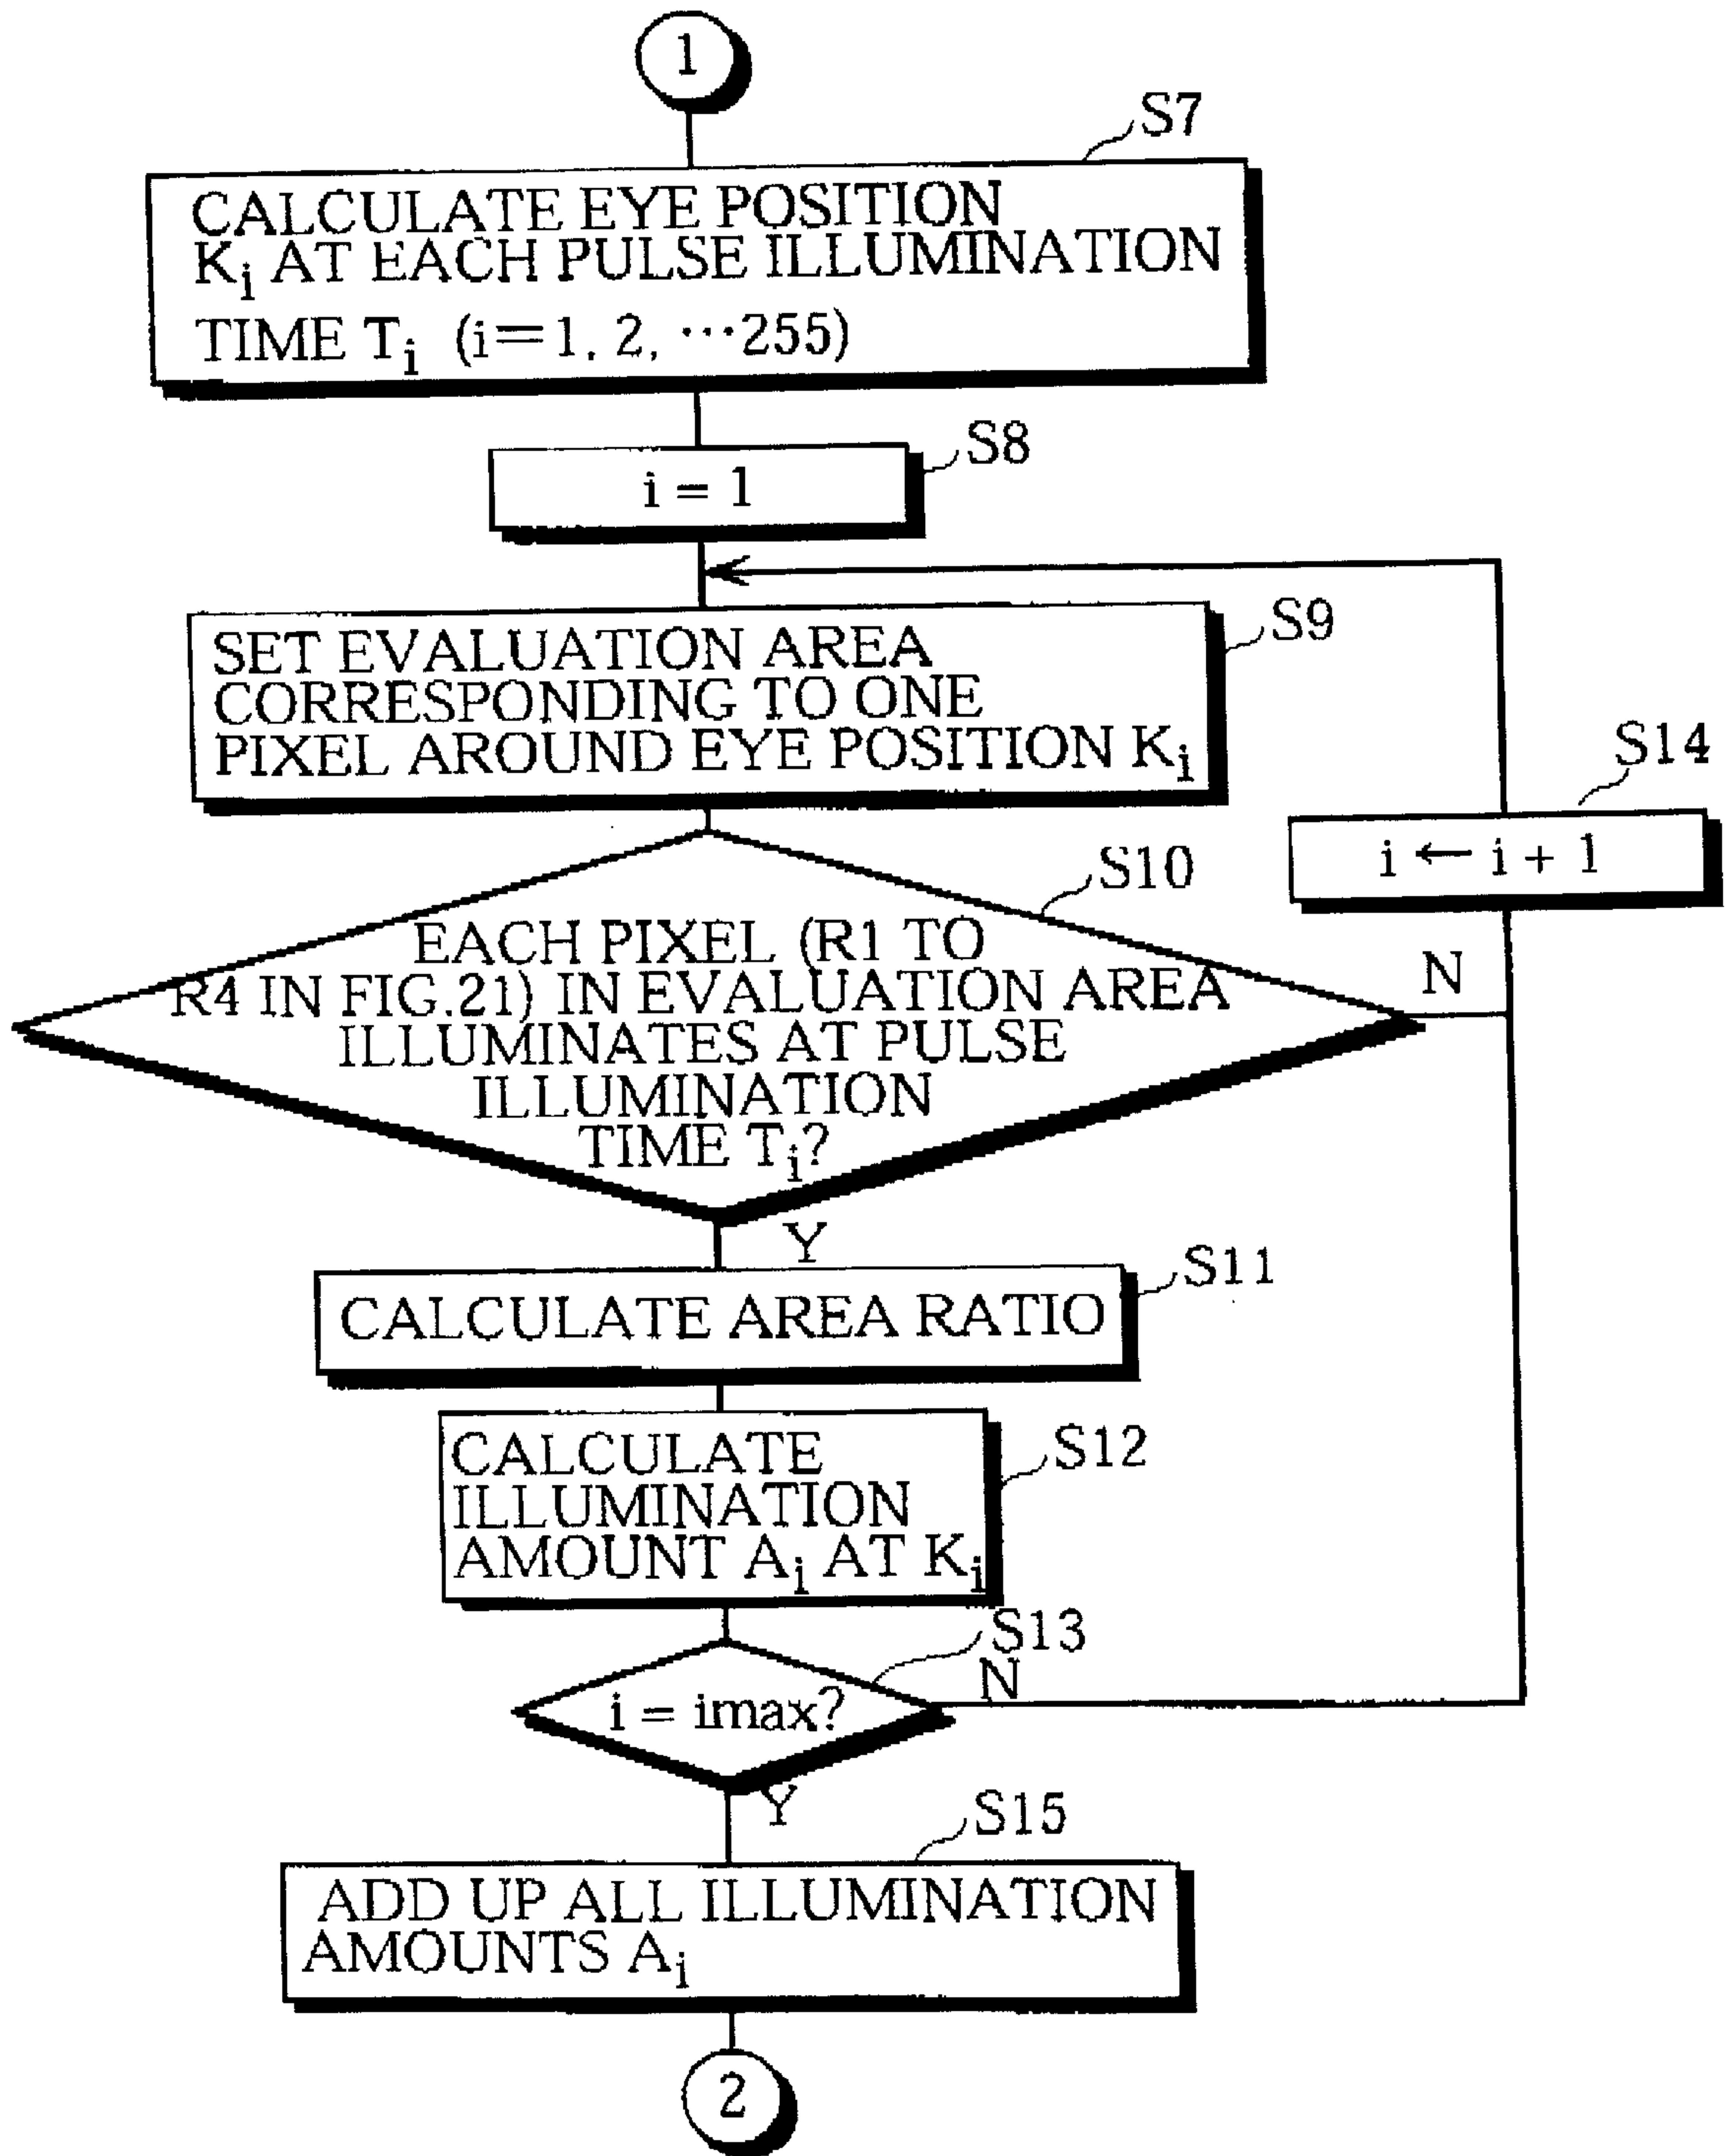 1
S7
CALCULATE EYE POSITION
Ki AT EACH PULSE ILLUMINATION
TIME Ti (i=1, 2, ⋯255)
S8
i = 1
S9
SET EVALUATION AREA
CORRESPONDING TO ONE
PIXEL AROUND EYE POSITION Ki
S14
i ← i + 1
S10
EACH PIXEL (R1 TO
R4 IN FIG.21) IN EVALUATION AREA
ILLUMINATES AT PULSE
ILLUMINATION
TIME Ti?
N
Y
S11
CALCULATE AREA RATIO
S12
CALCULATE
ILLUMINATION
AMOUNT Ai AT Ki
S13
N
i = imax?
Y
S15
ADD UP ALL ILLUMINATION
AMOUNTS Ai
2